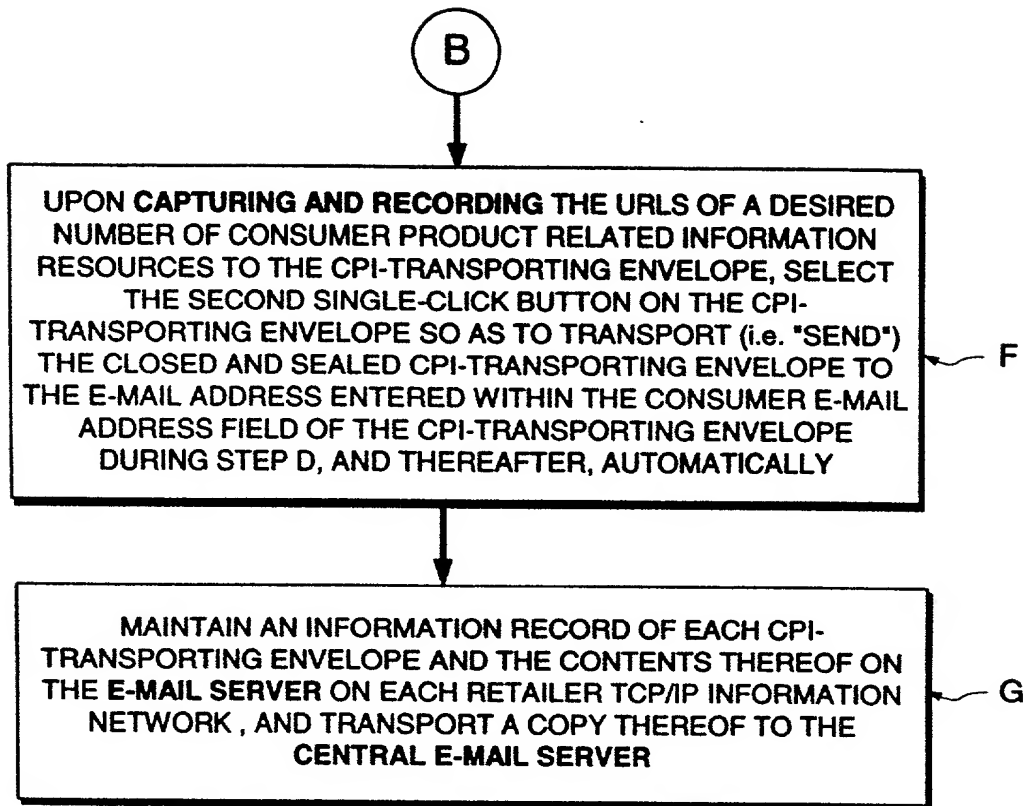 B
UPON CAPTURING AND RECORDING THE URLS OF A DESIRED
NUMBER OF CONSUMER PRODUCT RELATED INFORMATION
RESOURCES TO THE CPI-TRANSPORTING ENVELOPE, SELECT
THE SECOND SINGLE-CLICK BUTTON ON THE CPI-
TRANSPORTING ENVELOPE SO AS TO TRANSPORT (i.e. "SEND")
THE CLOSED AND SEALED CPI-TRANSPORTING ENVELOPE TO
THE E-MAIL ADDRESS ENTERED WITHIN THE CONSUMER E-MAIL
ADDRESS FIELD OF THE CPI-TRANSPORTING ENVELOPE
DURING STEP D, AND THEREAFTER, AUTOMATICALLY
F
MAINTAIN AN INFORMATION RECORD OF EACH CPI-
TRANSPORTING ENVELOPE AND THE CONTENTS THEREOF ON
THE E-MAIL SERVER ON EACH RETAILER TCP/IP INFORMATION
NETWORK , AND TRANSPORT A COPY THEREOF TO THE
CENTRAL E-MAIL SERVER
G